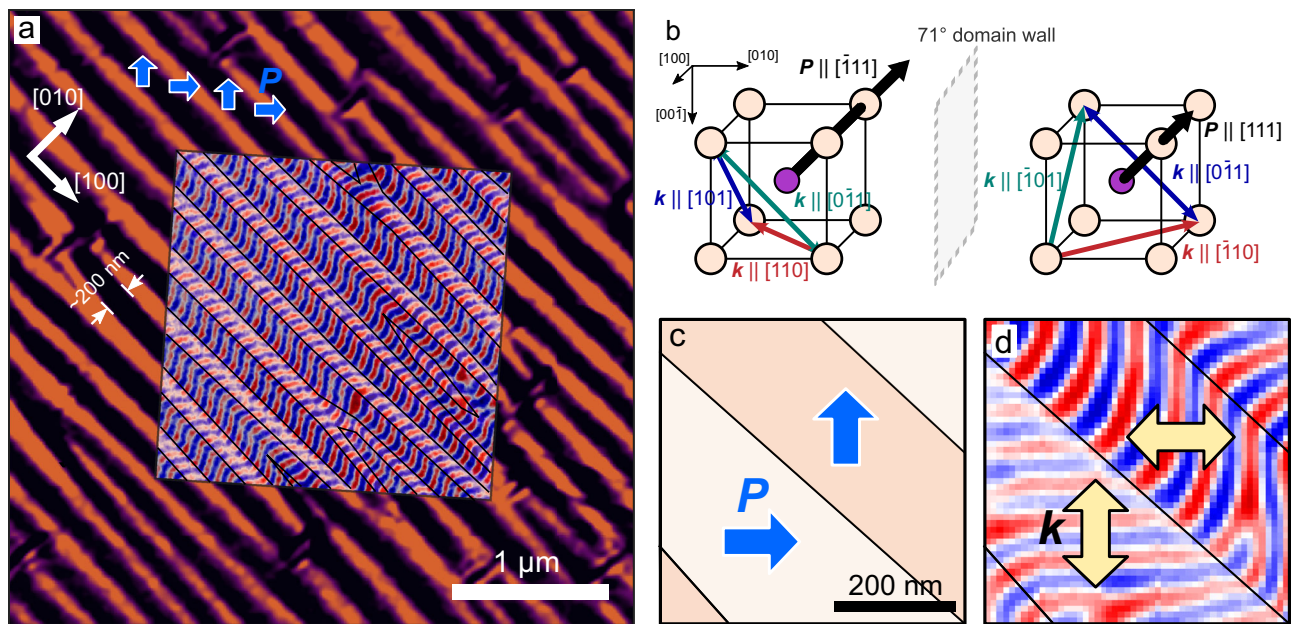 a
P
[010]
[100]
~200 nm
1 µm
b
71° domain wall
[100]
[010]
[001̄]
P || [1̄11]
k || [101]
k || [01̄1]
k || [110]
P || [111]
k || [1̄01]
k || [01̄1]
k || [1̄10]
c
P
200 nm
d
k